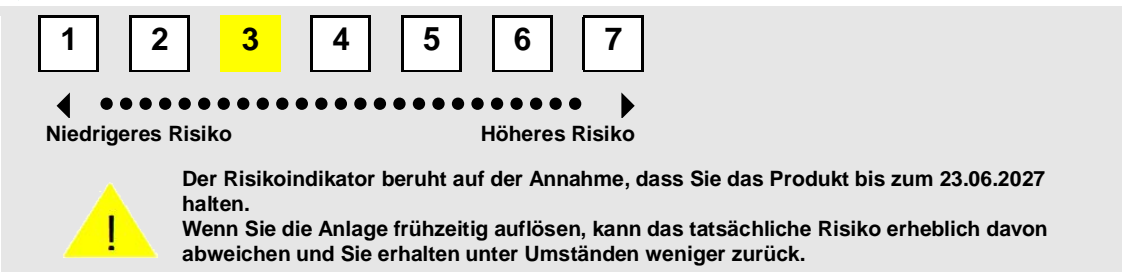 1 2 3 4 5 6 7
Niedrigeres Risiko Höheres Risiko
Der Risikoindikator beruht auf der Annahme, dass Sie das Produkt bis zum 23.06.2027
halten.
Wenn Sie die Anlage frühzeitig auflösen, kann das tatsächliche Risiko erheblich davon
abweichen und Sie erhalten unter Umständen weniger zurück.
!